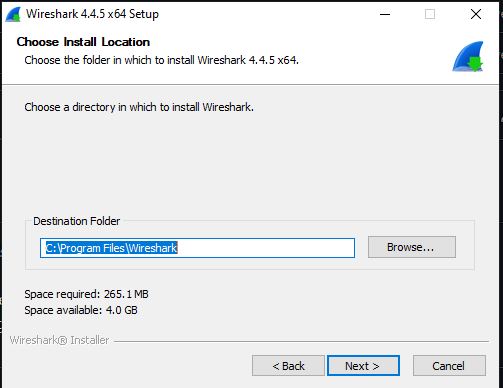 Wireshark 4.4.5 x64 Setup
Choose Install Location
Choose the folder in which to install Wireshark 4.4.5 x64.
Choose a directory in which to install Wireshark.
Destination Folder
C:\Program Files\Wireshark
Browse...
Space required: 265.1 MB
Space available: 4.0 GB
Wireshark® Installer
< Back
Next >
Cancel